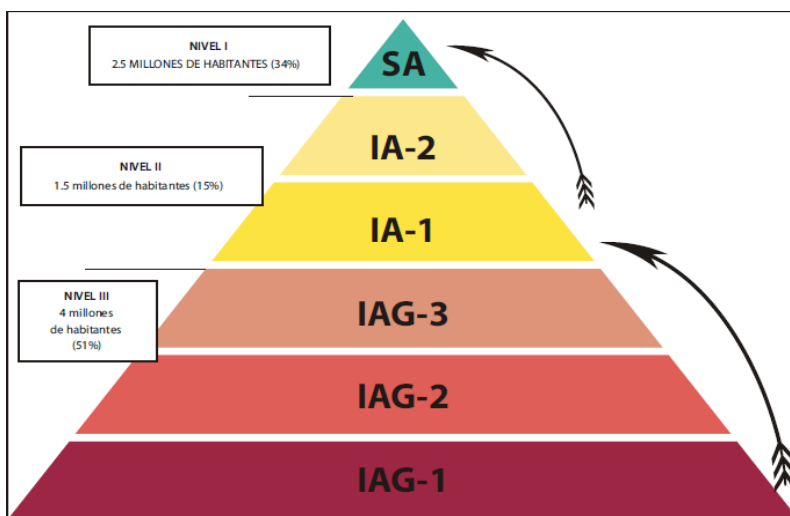 NIVEL I
2.5 MILLONES DE HABITANTES (34%)
SA
IA-2
NIVEL II
1.5 millones de habitantes (15%)
IA-1
NIVEL III
4 millones
de habitantes
(51%)
IAG-3
IAG-2
IAG-1